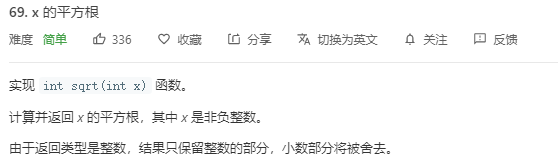 69. x 的平方根
难度 简单 336 收藏 分享 切换为英文 关注 反馈
实现 int sqrt(int x) 函数。
计算并返回 x 的平方根，其中 x 是非负整数。
由于返回类型是整数，结果只保留整数的部分，小数部分将被舍去。